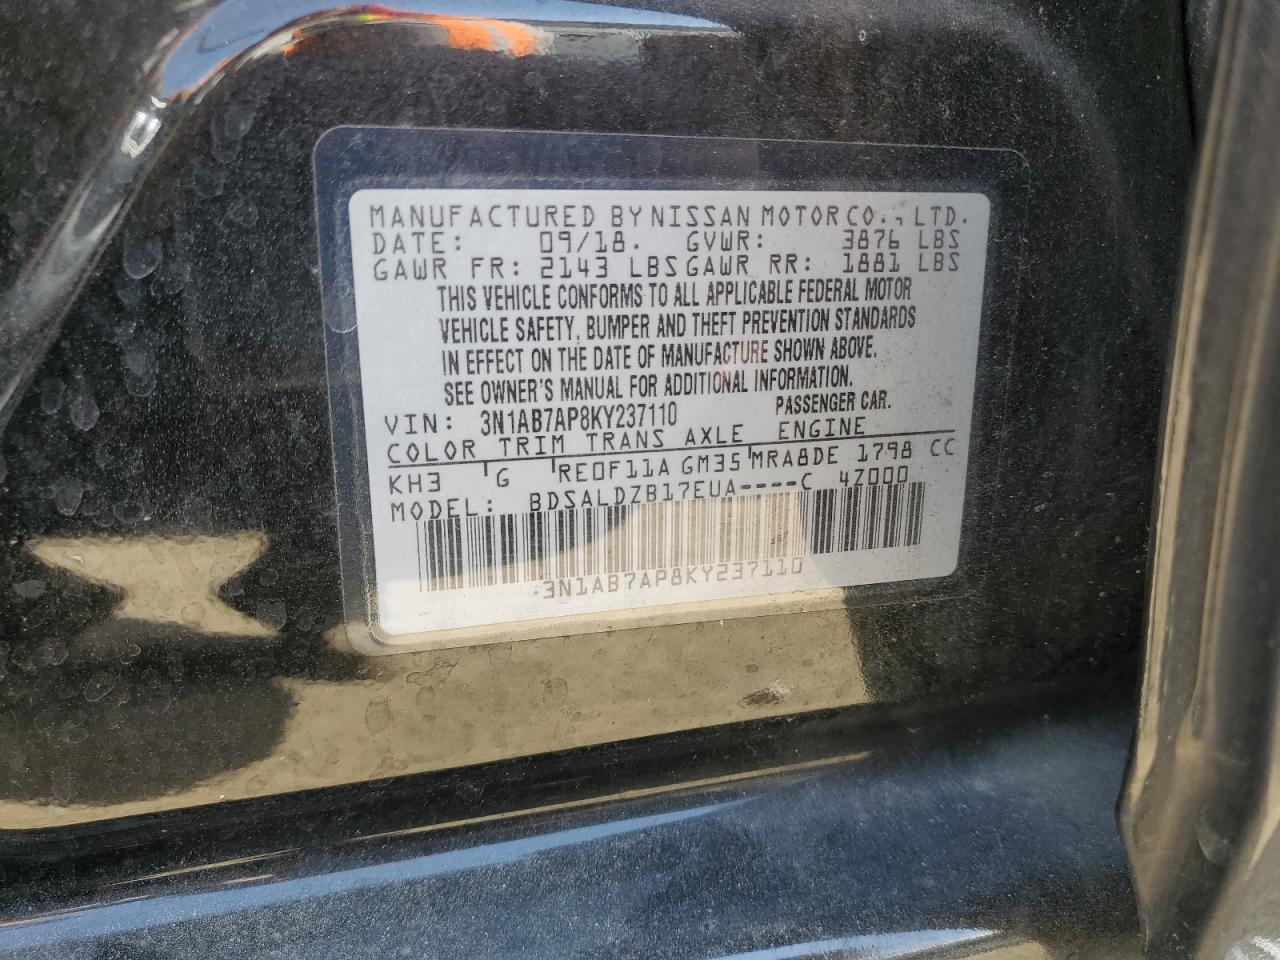 MANUFACTURED BY NISSAN MOTOR CO., LTD.
DATE: 09/18. GVWR: 3876 LBS
GAWR FR: 2143 LBS GAWR RR: 1881 LBS
THIS VEHICLE CONFORMS TO ALL APPLICABLE FEDERAL MOTOR
VEHICLE SAFETY, BUMPER AND THEFT PREVENTION STANDARDS
IN EFFECT ON THE DATE OF MANUFACTURE SHOWN ABOVE.
SEE OWNER'S MANUAL FOR ADDITIONAL INFORMATION.
VIN: 3N1AB7AP8KY237110 PASSENGER CAR.
COLOR TRIM TRANS AXLE ENGINE
KH3 G RE0F11A GM35 MRA8DE 1798 CC
MODEL: BDSALDZB17EUA----C 4Z000
3N1AB7AP8KY237110